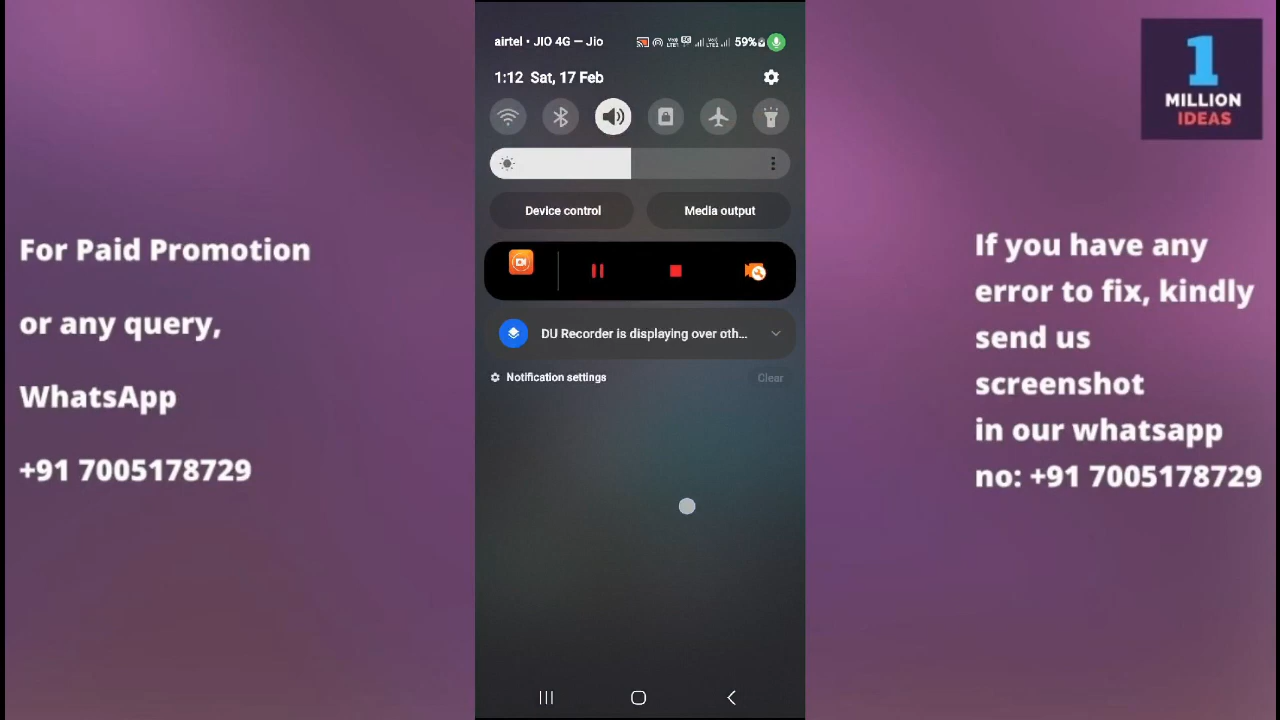 For Paid Promotion
or any query,
WhatsApp
+91 7005178729
airtel • JIO 4G — Jio
59%
1:12 Sat, 17 Feb
Device control
Media output
DU Recorder is displaying over oth...
Notification settings
Clear
1
MILLION
IDEAS
If you have any
error to fix, kindly
send us
screenshot
in our whatsapp
no: +91 7005178729